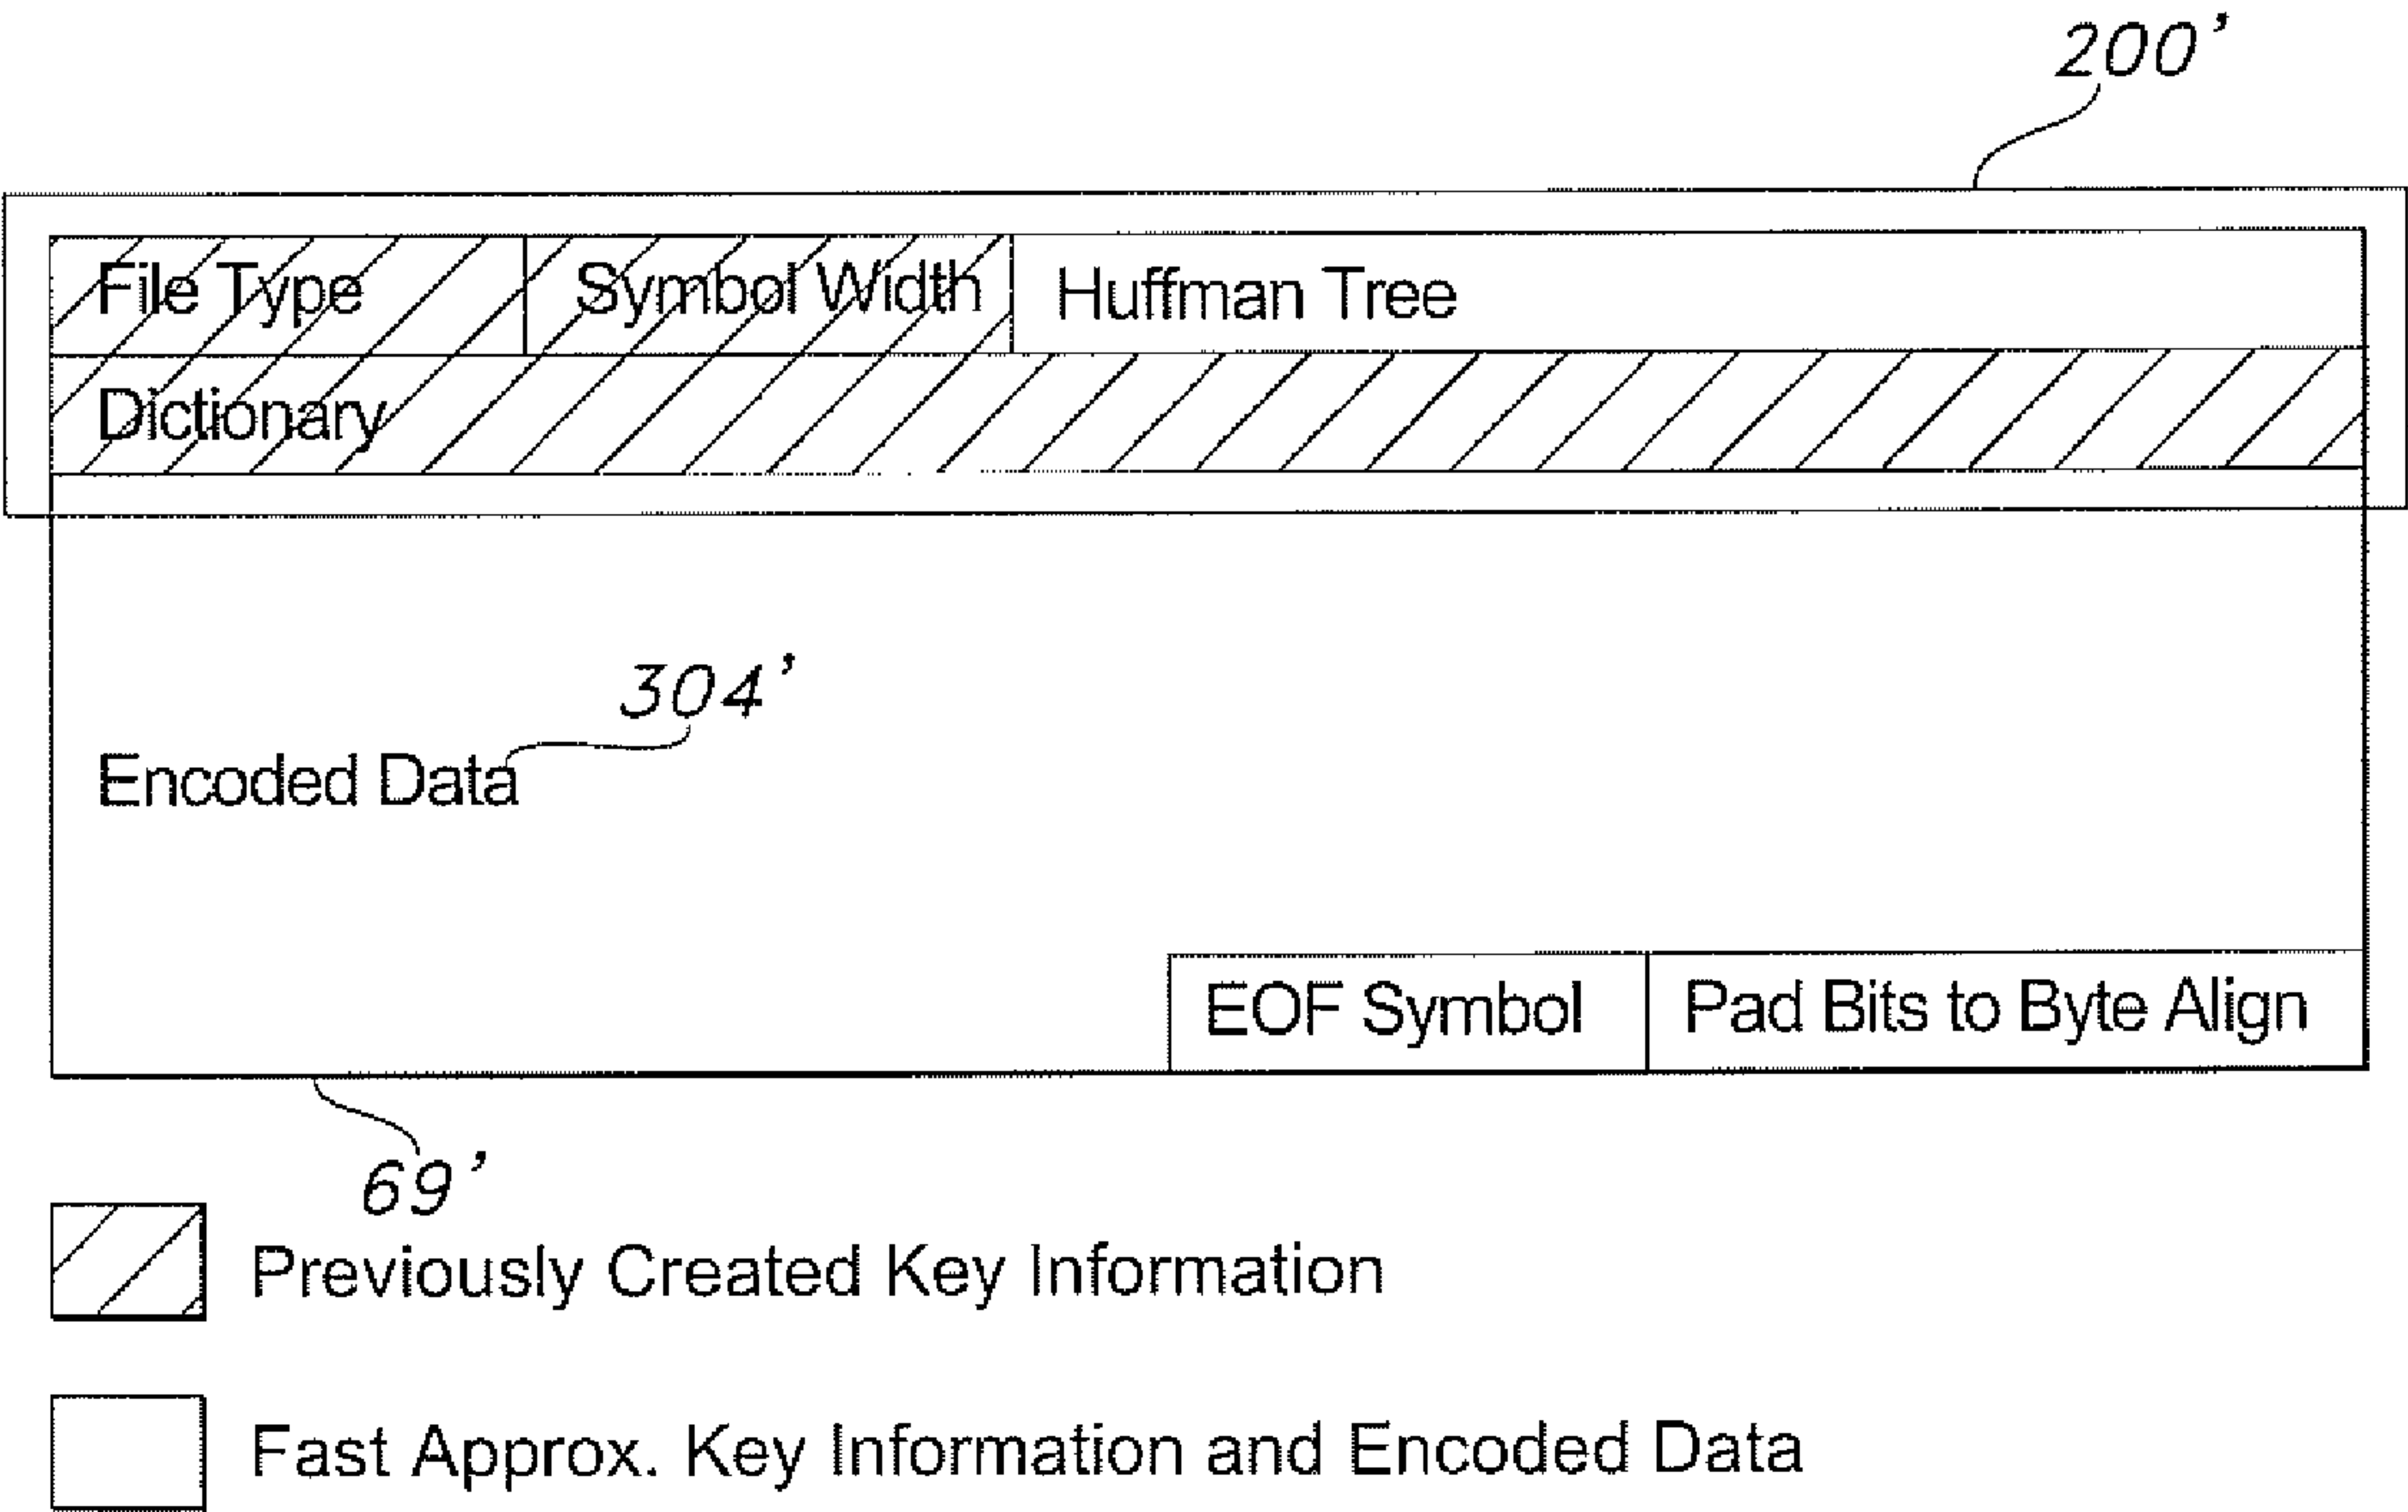 200’
File Type Symbol Width Huffman Tree
Dictionary
304’
Encoded Data
EOF Symbol Pad Bits to Byte Align
69’
Previously Created Key Information
Fast Approx. Key Information and Encoded Data